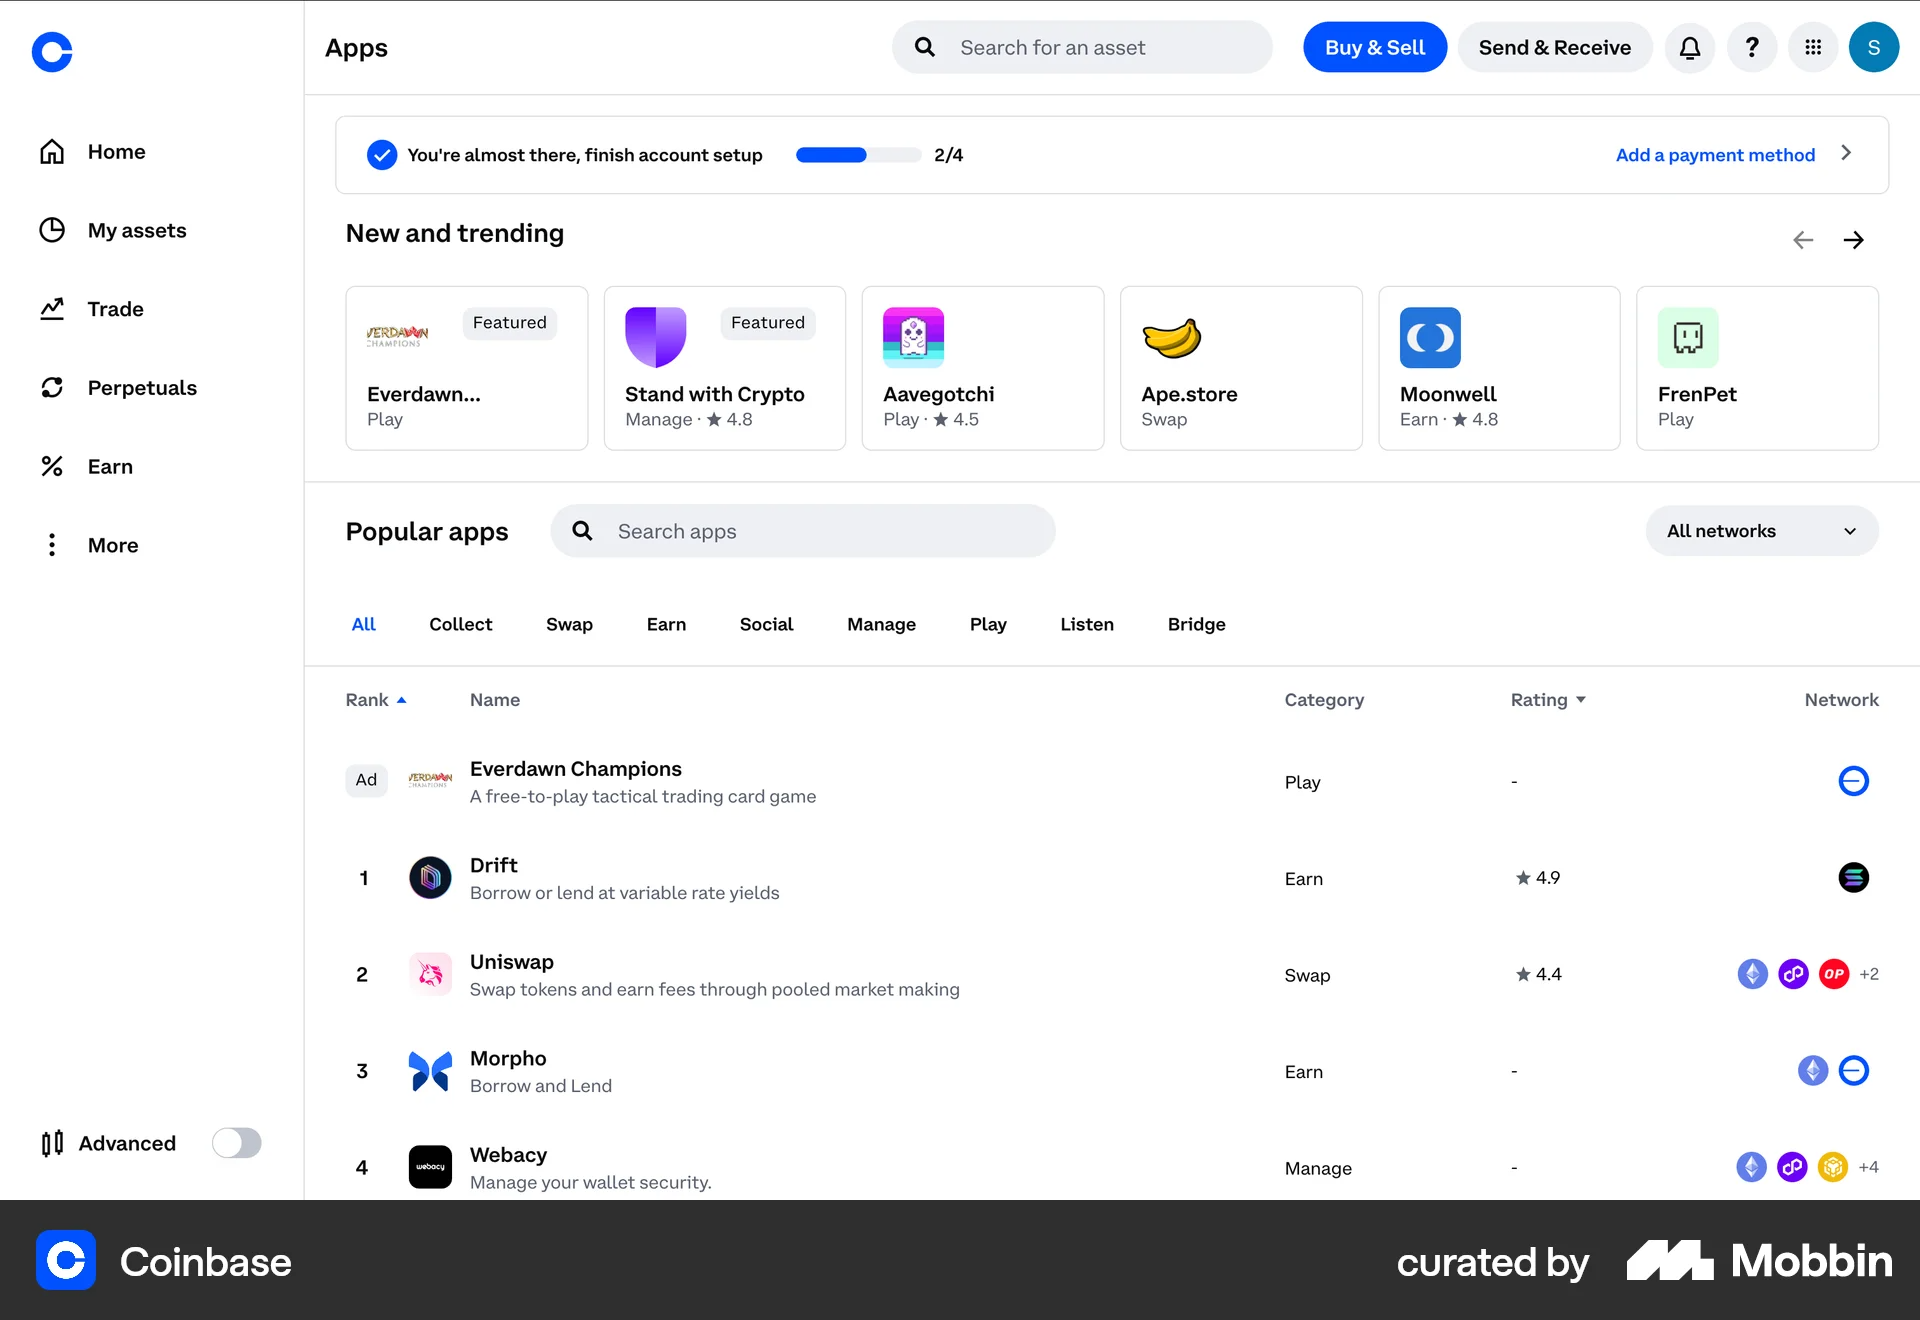 Apps
Search for an asset
Buy & Sell
Send & Receive
?
S
Home
My assets
Trade
Perpetuals
Earn
More
Advanced
You're almost there, finish account setup
2/4
Add a payment method
New and trending
VERDAWN
CHAMPIONS
Featured
Everdawn...
Play
Featured
Stand with Crypto
Manage · ★ 4.8
Aavegotchi
Play · ★ 4.5
Ape.store
Swap
Moonwell
Earn · ★ 4.8
FrenPet
Play
Popular apps
Search apps
All networks
All
Collect
Swap
Earn
Social
Manage
Play
Listen
Bridge
Rank
Name
Category
Rating
Network
Ad
VERDAWN
CHAMPIONS
Everdawn Champions
A free-to-play tactical trading card game
Play
-
1
Drift
Borrow or lend at variable rate yields
Earn
★ 4.9
2
Uniswap
Swap tokens and earn fees through pooled market making
Swap
★ 4.4
OP
+2
3
Morpho
Borrow and Lend
Earn
-
4
webacy
Webacy
Manage your wallet security.
Manage
-
+4
Coinbase
curated by
Mobbin